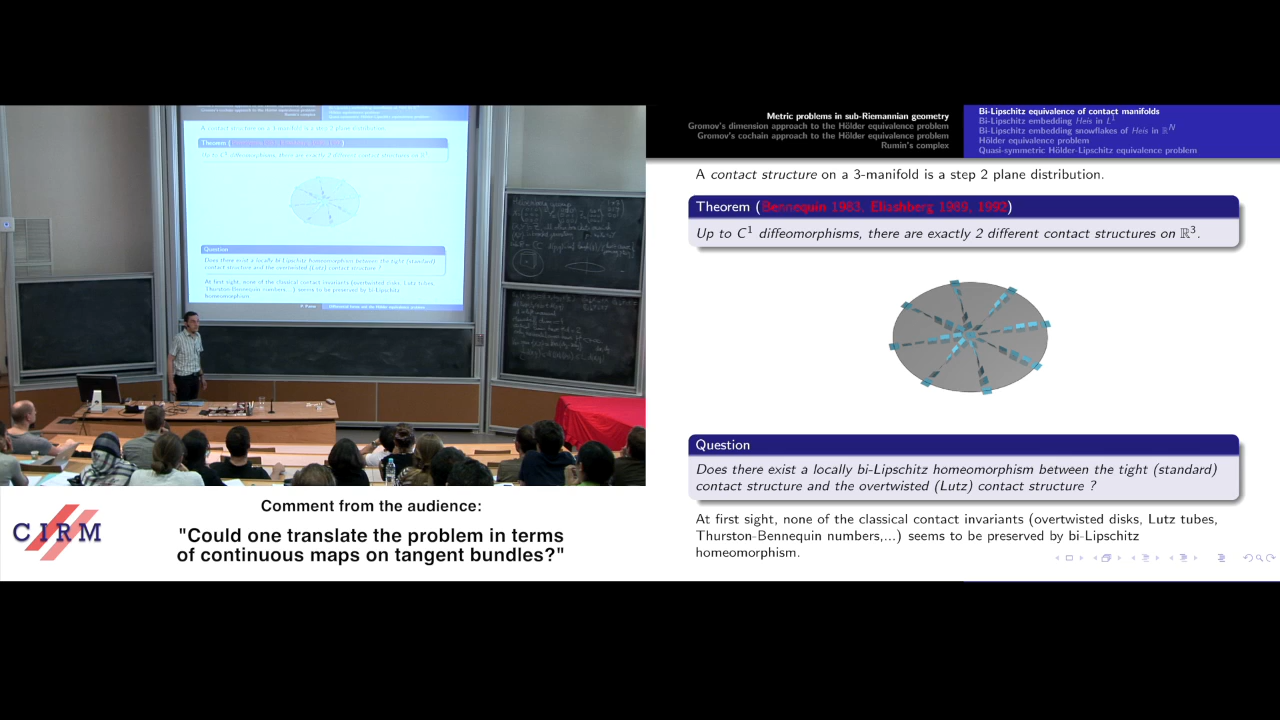 Metric problems in sub-Riemannian geometry
Gromov's dimension approach to the Hölder equivalence problem
Gromov's cochain approach to the Hölder equivalence problem
Rumin's complex
Bi-Lipschitz equivalence of contact manifolds
Bi-Lipschitz embedding Heis in L¹
Bi-Lipschitz embedding snowflakes of Heis in ℝᴺ
Hölder equivalence problem
Quasi-symmetric Hölder-Lipschitz equivalence problem
A contact structure on a 3-manifold is a step 2 plane distribution.
Theorem (Bennequin 1983, Eliashberg 1989, 1992)
Up to C¹ diffeomorphisms, there are exactly 2 different contact structures on ℝ³.
Question
Does there exist a locally bi-Lipschitz homeomorphism between the tight (standard)
contact structure and the overtwisted (Lutz) contact structure ?
At first sight, none of the classical contact invariants (overtwisted disks, Lutz tubes,
Thurston-Bennequin numbers,...) seems to be preserved by bi-Lipschitz
homeomorphism.
CIRM
Comment from the audience:
"Could one translate the problem in terms
of continuous maps on tangent bundles?"